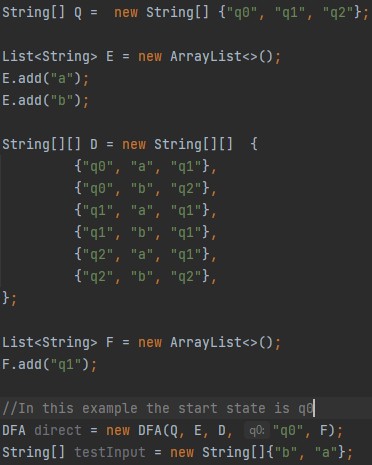 String[] Q =  new String[] {"q0", "q1", "q2"};
List<String> E = new ArrayList<>();
E.add("a");
E.add("b");
String[][] D = new String[][]  {
{"q0", "a", "q1"},
{"q0", "b", "q2"},
{"q1", "a", "q1"},
{"q1", "b", "q1"},
{"q2", "a", "q1"},
{"q2", "b", "q2"},
};
List<String> F = new ArrayList<>();
F.add("q1");
//In this example the start state is q0
DFA direct = new DFA(Q, E, D, q0: "q0", F);
String[] testInput = new String[]{"b", "a"};